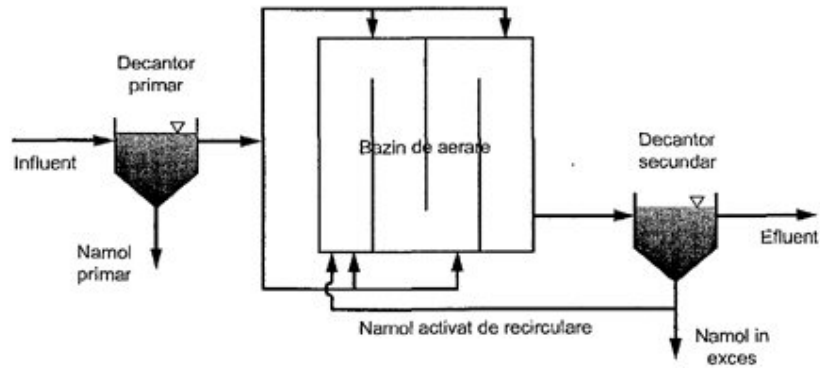 Decantor
primar
Influent
Namol
primar
Bazin de aerare
Decantor
secundar
Efluent
Namol activat de recirculare
Namol in
exces